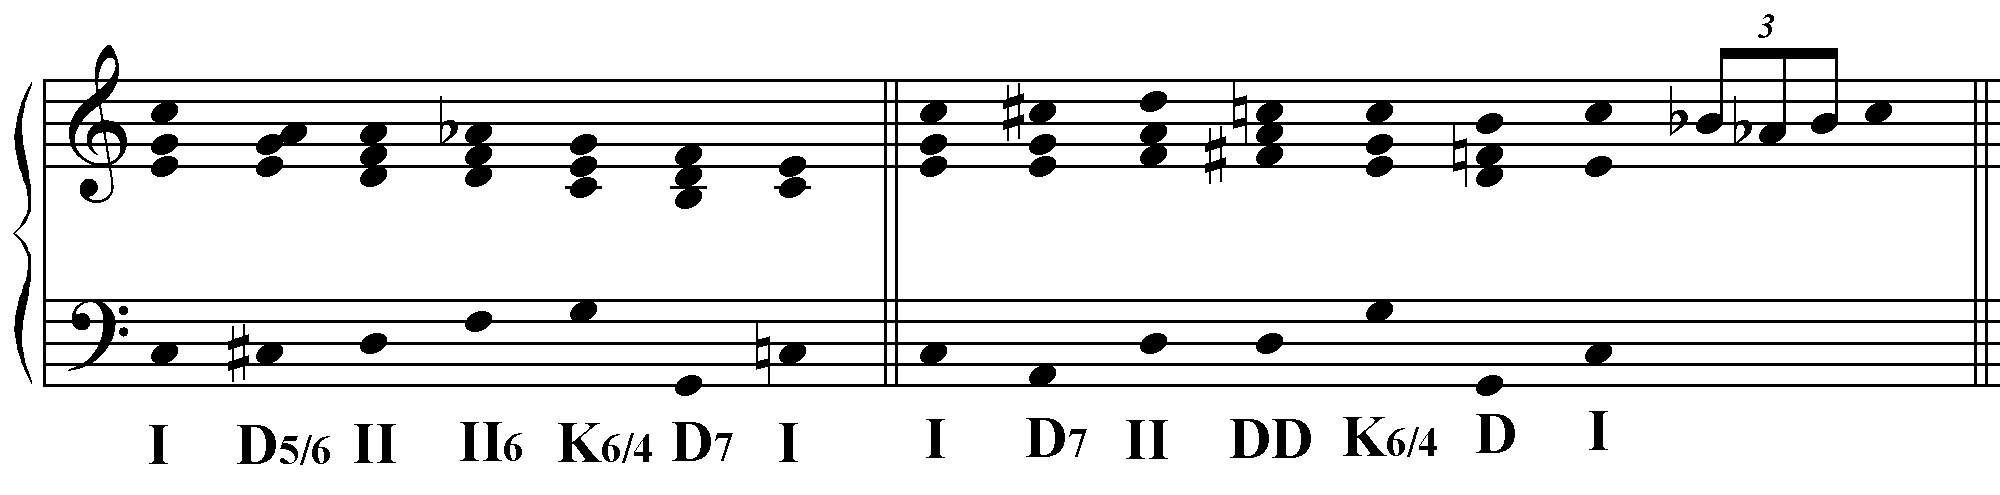 3
I D5/6 II II6 K6/4 D7 I I D7 II DD K6/4 D I